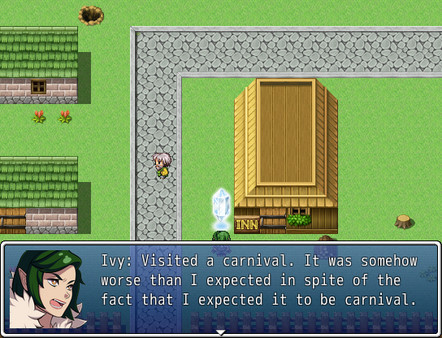 INN
Ivy: Visited a carnival. It was somehow
worse than I expected in spite of the
fact that I expected it to be carnival.